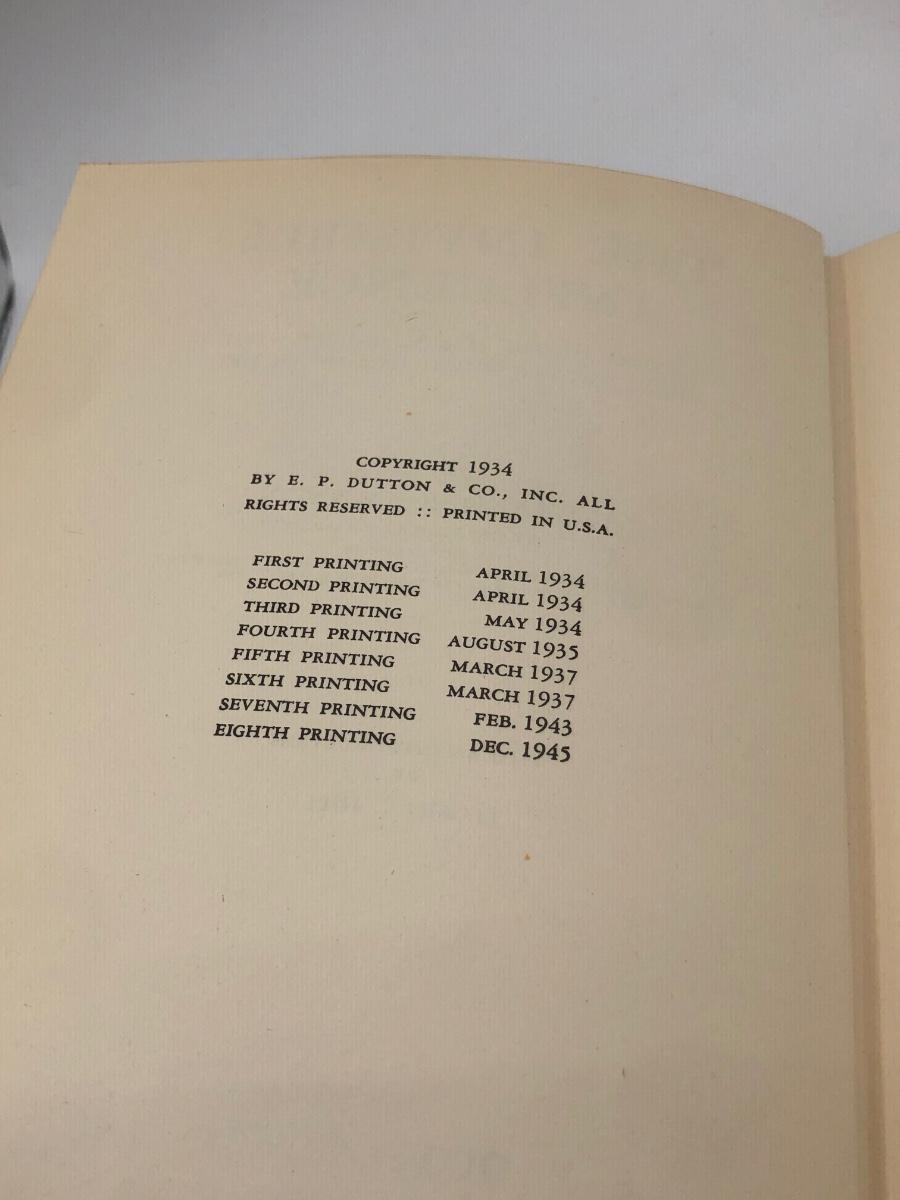 COPYRIGHT 1934
BY E. P. DUTTON & CO., INC. ALL
RIGHTS RESERVED :: PRINTED IN U.S.A.
FIRST PRINTING APRIL 1934
SECOND PRINTING APRIL 1934
THIRD PRINTING MAY 1934
FOURTH PRINTING AUGUST 1935
FIFTH PRINTING MARCH 1937
SIXTH PRINTING MARCH 1937
SEVENTH PRINTING FEB. 1943
EIGHTH PRINTING DEC. 1945